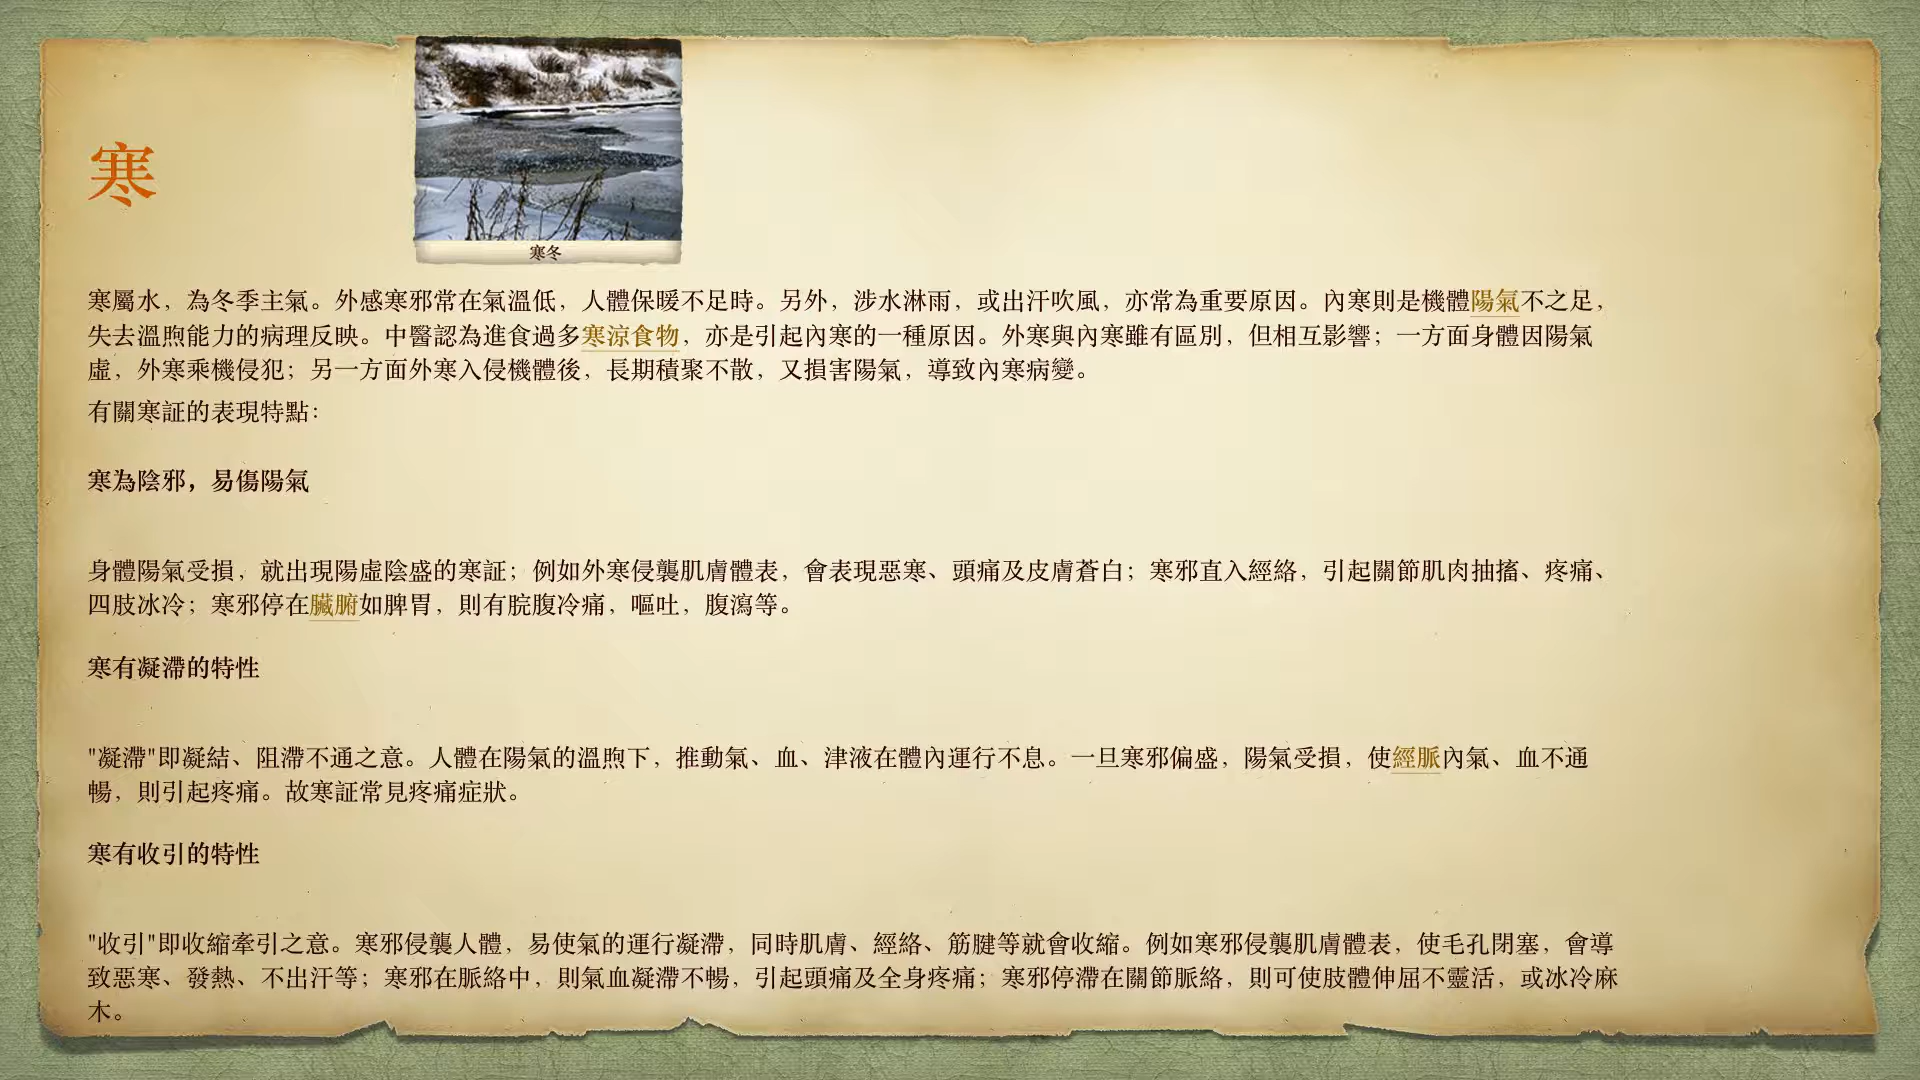 寒
寒冬
寒屬水，為冬季主氣。外感寒邪常在氣溫低，人體保暖不足時。另外，涉水淋雨，或出汗吹風，亦常為重要原因。內寒則是機體陽氣不之足，
失去溫煦能力的病理反映。中醫認為進食過多寒涼食物，亦是引起內寒的一種原因。外寒與內寒雖有區別，但相互影響；一方面身體因陽氣
虛，外寒乘機侵犯；另一方面外寒入侵機體後，長期積聚不散，又損害陽氣，導致內寒病變。
有關寒証的表現特點：
寒為陰邪，易傷陽氣
身體陽氣受損，就出現陽虛陰盛的寒証；例如外寒侵襲肌膚體表，會表現惡寒、頭痛及皮膚蒼白；寒邪直入經絡，引起關節肌肉抽搐、疼痛、
四肢冰冷；寒邪停在臟腑如脾胃，則有脘腹冷痛，嘔吐，腹瀉等。
寒有凝滯的特性
"凝滯"即凝結、阻滯不通之意。人體在陽氣的溫煦下，推動氣、血、津液在體內運行不息。一旦寒邪偏盛，陽氣受損，使經脈內氣、血不通
暢，則引起疼痛。故寒証常見疼痛症狀。
寒有收引的特性
"收引"即收縮牽引之意。寒邪侵襲人體，易使氣的運行凝滯，同時肌膚、經絡、筋腱等就會收縮。例如寒邪侵襲肌膚體表，使毛孔閉塞，會導
致惡寒、發熱、不出汗等；寒邪在脈絡中，則氣血凝滯不暢，引起頭痛及全身疼痛；寒邪停滯在關節脈絡，則可使肢體伸屈不靈活，或冰冷麻
木。